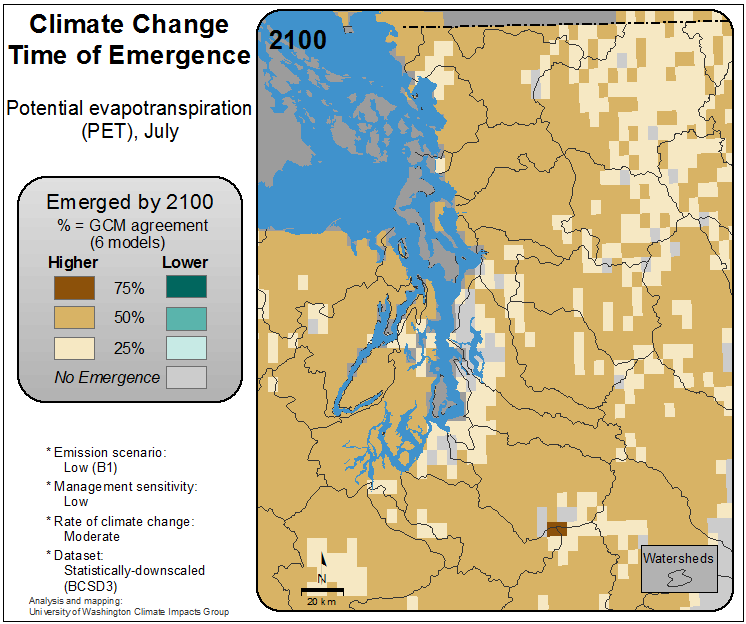 Climate Change
Time of Emergence
Potential evapotranspiration
(PET), July
Emerged by 2100
% = GCM agreement
(6 models)
Higher Lower
75%
50%
25%
No Emergence
* Emission scenario:
Low (B1)
* Management sensitivity:
Low
* Rate of climate change:
Moderate
* Dataset:
Statistically-downscaled
(BCSD3)
Analysis and mapping:
University of Washington Climate Impacts Group
2100
N
20 km
Watersheds